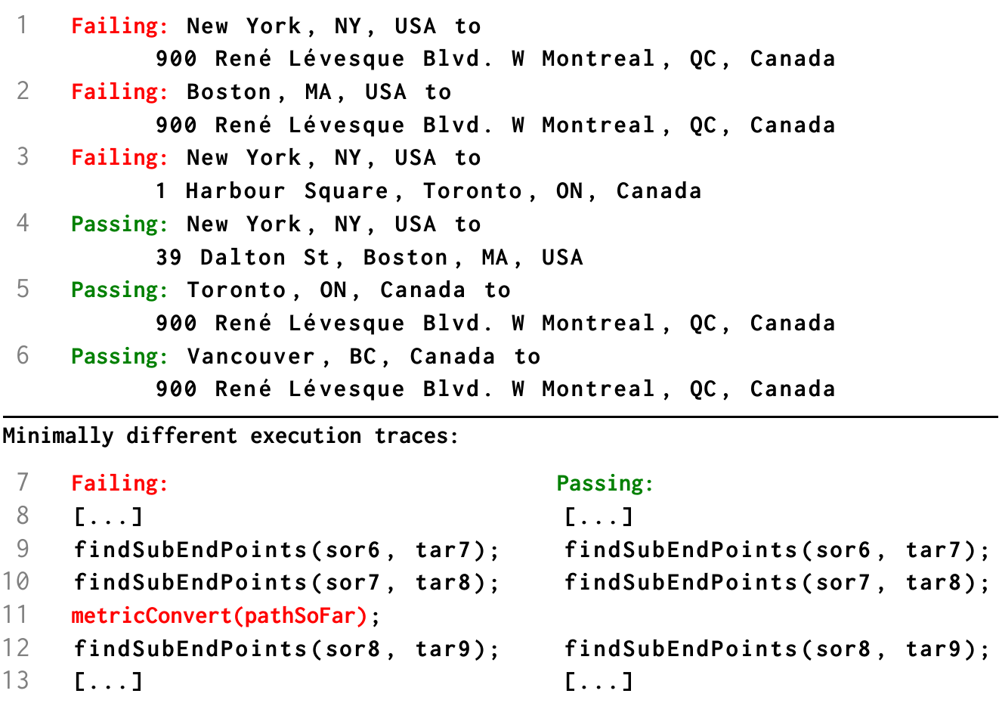 1 Failing: New York, NY, USA to
900 René Lévesque Blvd. W Montreal, QC, Canada
2 Failing: Boston, MA, USA to
900 René Lévesque Blvd. W Montreal, QC, Canada
3 Failing: New York, NY, USA to
1 Harbour Square, Toronto, ON, Canada
4 Passing: New York, NY, USA to
39 Dalton St, Boston, MA, USA
5 Passing: Toronto, ON, Canada to
900 René Lévesque Blvd. W Montreal, QC, Canada
6 Passing: Vancouver, BC, Canada to
900 René Lévesque Blvd. W Montreal, QC, Canada
Minimally different execution traces:
7 Failing: Passing:
8 [...] [...]
9 findSubEndPoints(sor6, tar7); findSubEndPoints(sor6, tar7);
10 findSubEndPoints(sor7, tar8); findSubEndPoints(sor7, tar8);
11 metricConvert(pathSoFar);
12 findSubEndPoints(sor8, tar9); findSubEndPoints(sor8, tar9);
13 [...] [...]